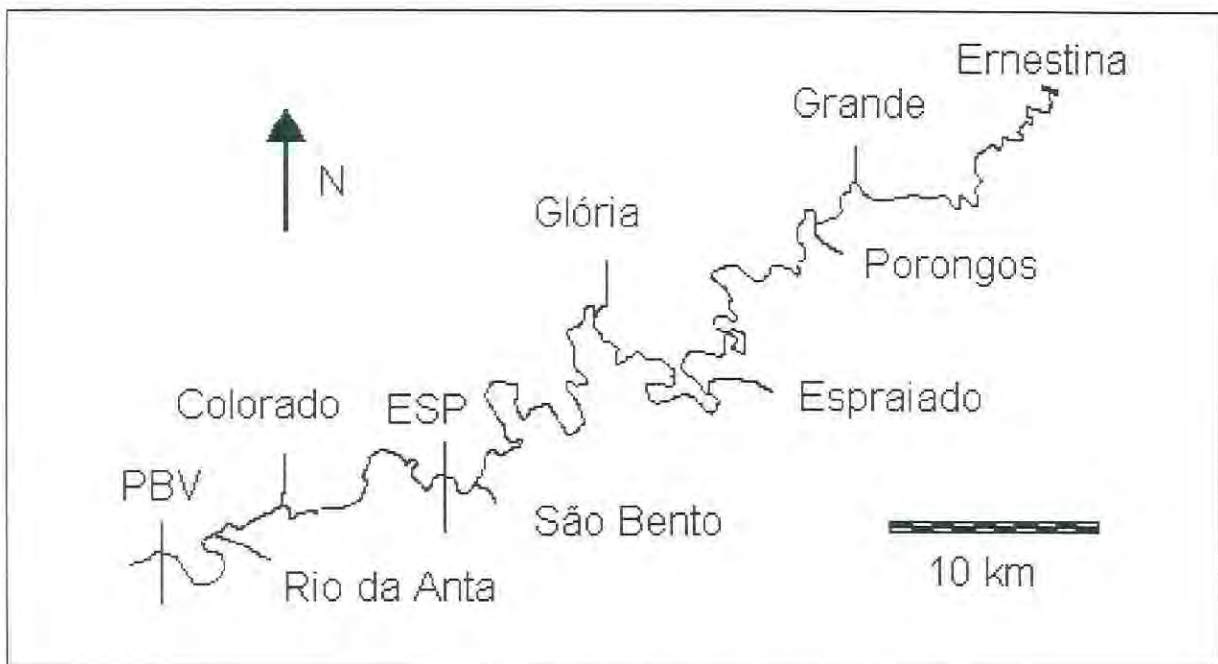 Ernestina
Grande
N
Glória
Porongos
Colorado
ESP
Espraiado
PBV
São Bento
10 km
Rio da Anta